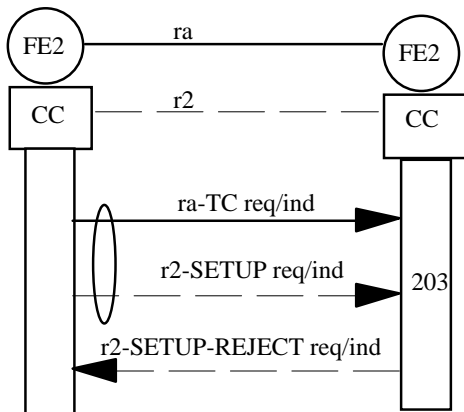 ra
FE2
FE2
r2
CC
CC
ra-TC req/ind
r2-SETUP req/ind
203
r2-SETUP-REJECT req/ind